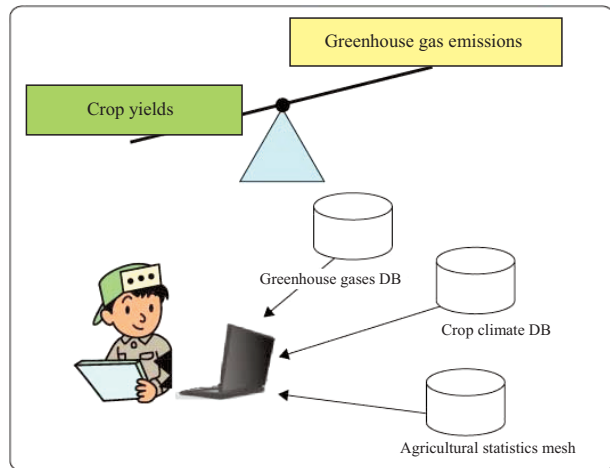 Greenhouse gas emissions
Crop yields
Greenhouse gases DB
Crop climate DB
Agricultural statistics mesh